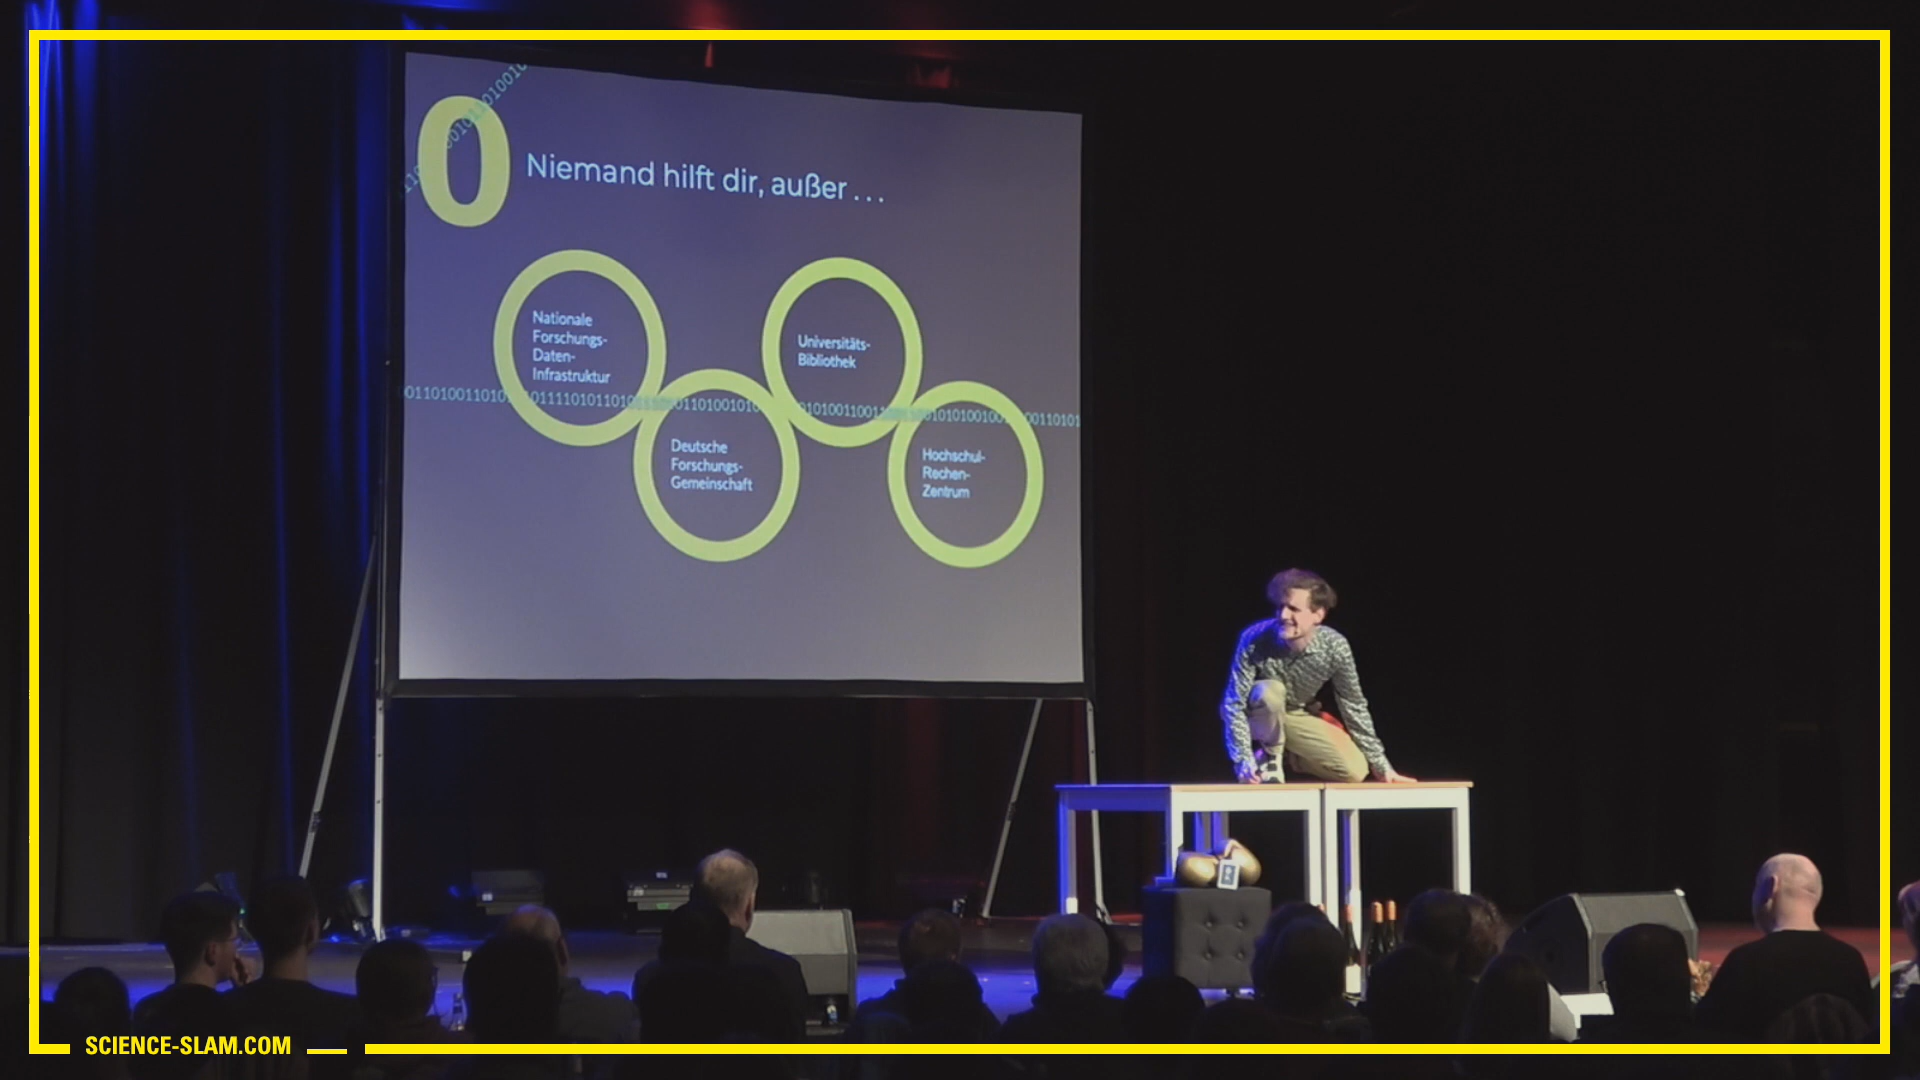 0
Niemand hilft dir, außer . . .
Nationale
Forschungs-
Daten-
Infrastruktur
Universitäts-
Bibliothek
Deutsche
Forschungs-
Gemeinschaft
Hochschul-
Rechen-
Zentrum
SCIENCE-SLAM.COM